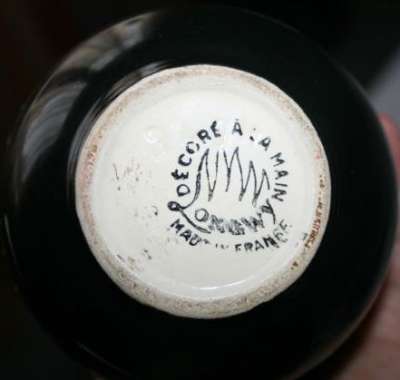 DÉCORÉ À LA MAIN
Longwy
MADE IN FRANCE